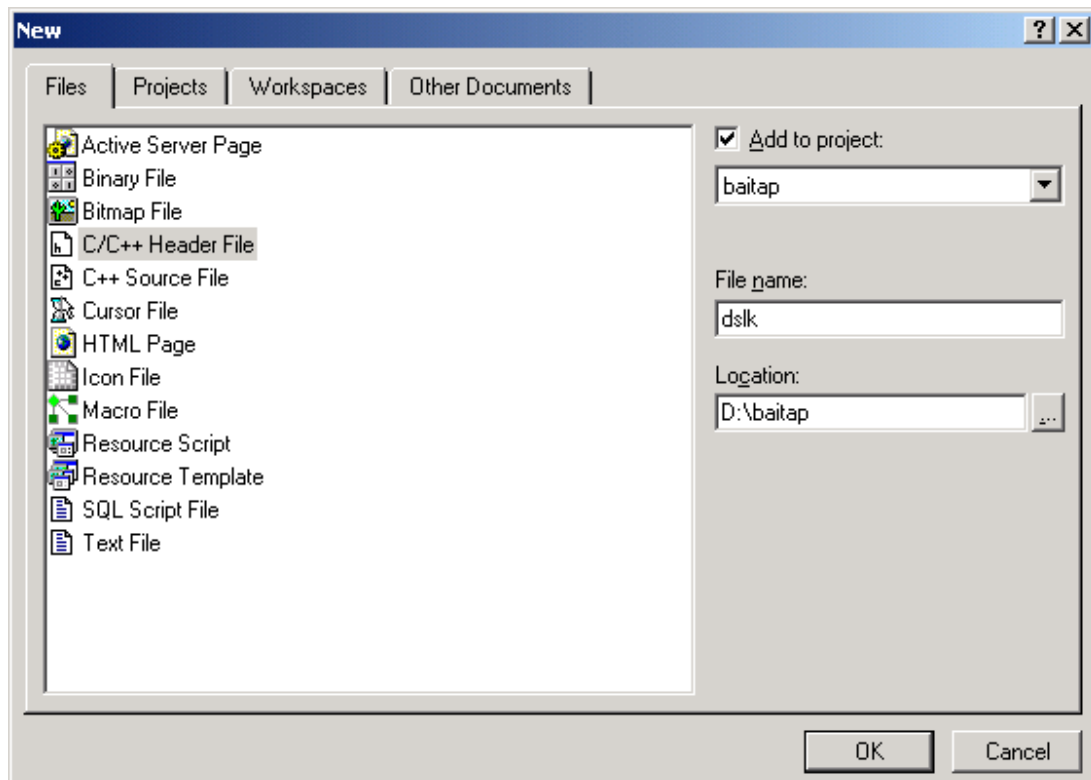 New
Files Projects Workspaces Other Documents
Active Server Page
Binary File
Bitmap File
C/C++ Header File
C++ Source File
Cursor File
HTML Page
Icon File
Macro File
Resource Script
Resource Template
SQL Script File
Text File
Add to project:
baitap
File name:
dslk
Location:
D:\baitap
...
OK Cancel